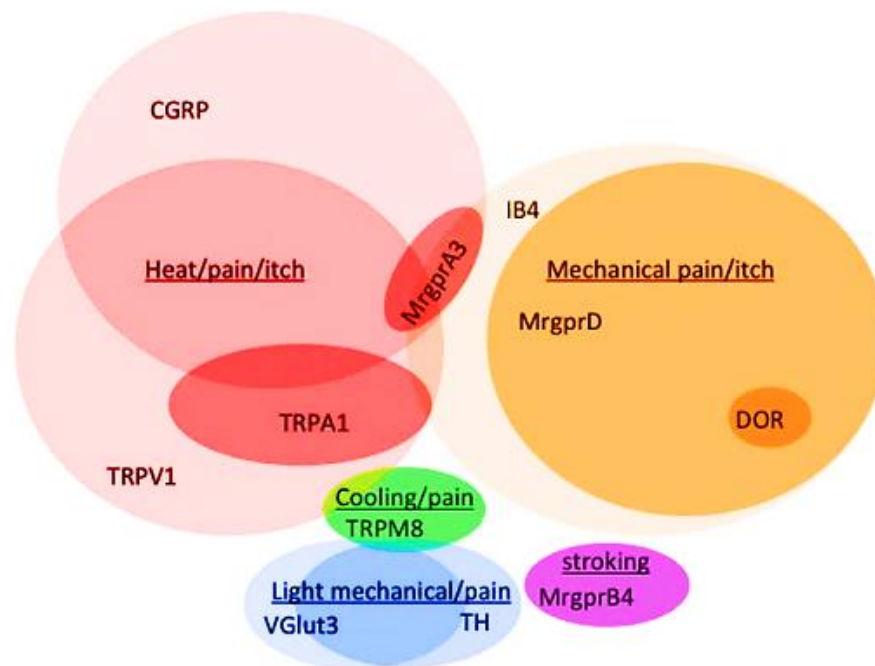 CGRP
IB4
Heat/pain/itch
MrgprA3
Mechanical pain/itch
MrgprD
TRPA1
DOR
TRPV1
Cooling/pain
TRPM8
stroking
MrgprB4
Light mechanical/pain
VGlut3
TH